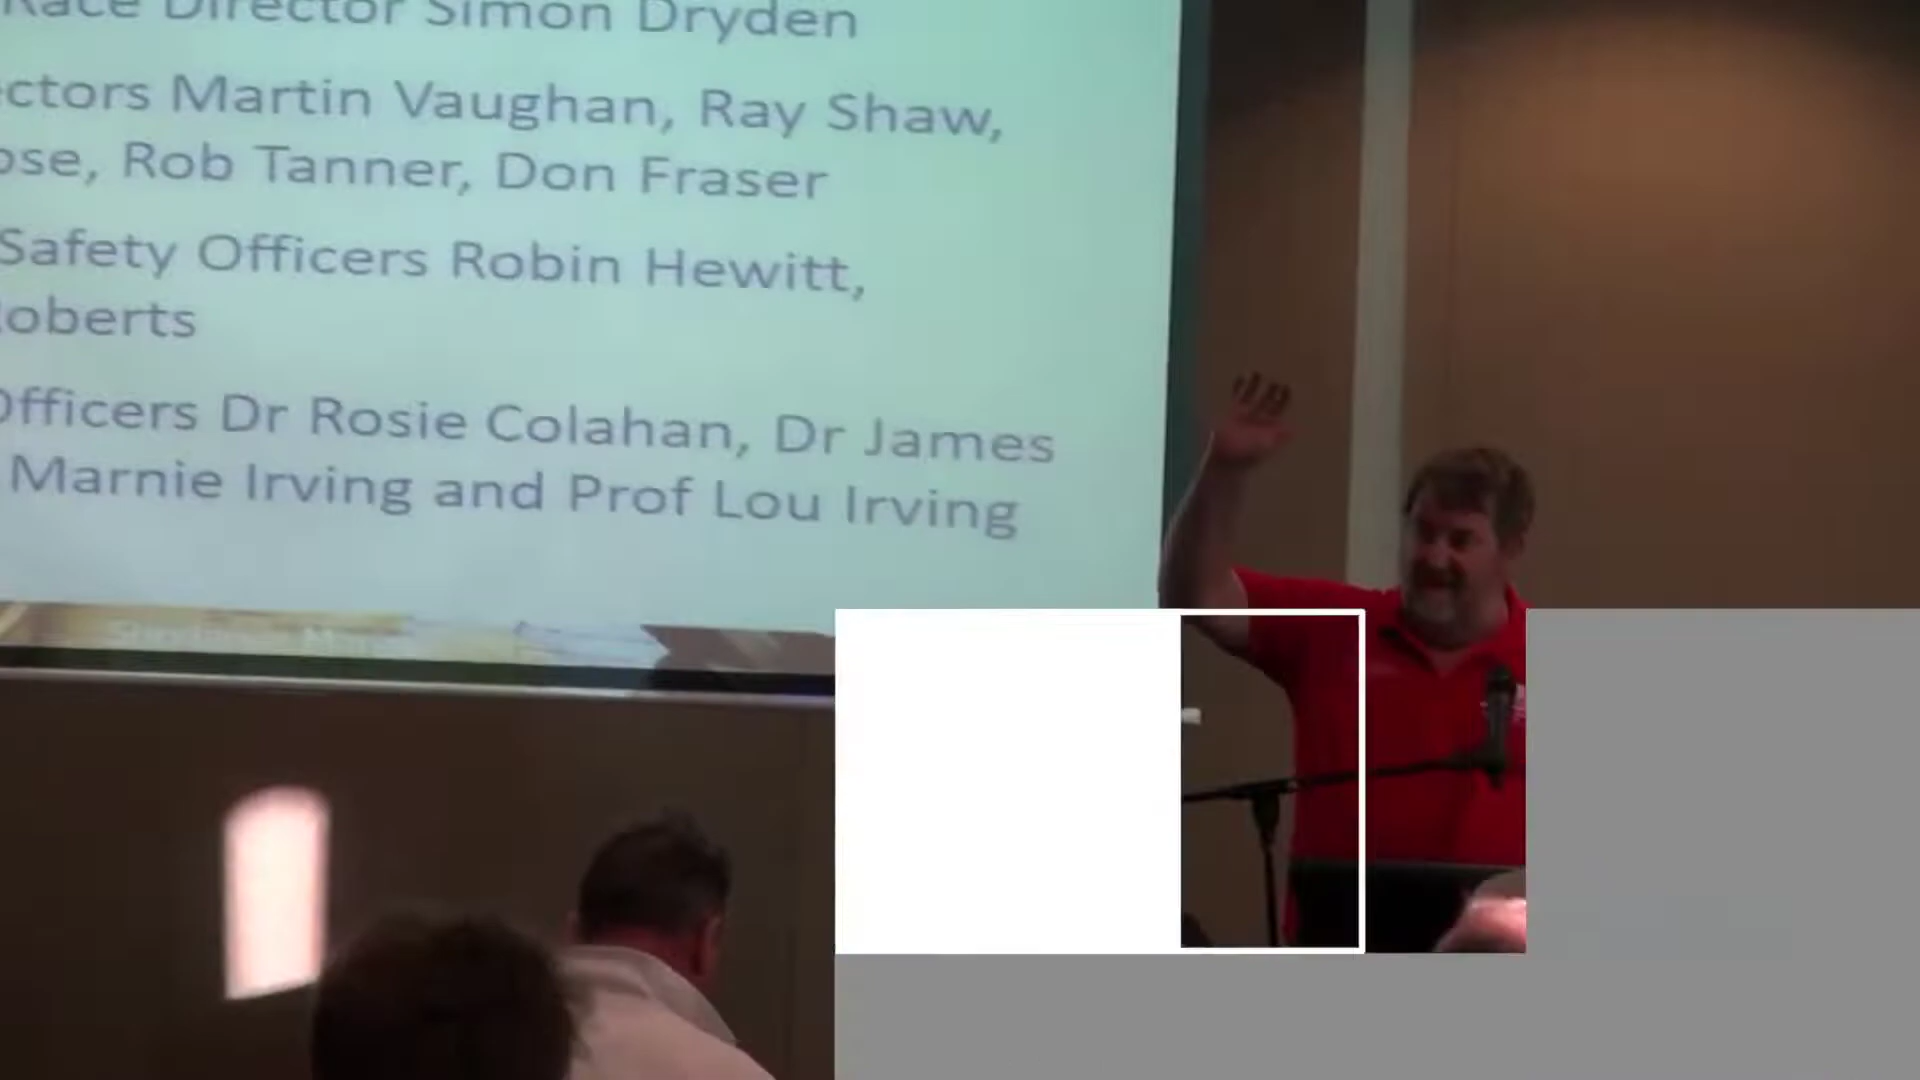 Race Director Simon Dryden
ctors Martin Vaughan, Ray Shaw,
ose, Rob Tanner, Don Fraser
Safety Officers Robin Hewitt,
oberts
Officers Dr Rosie Colahan, Dr James
Marnie Irving and Prof Lou Irving